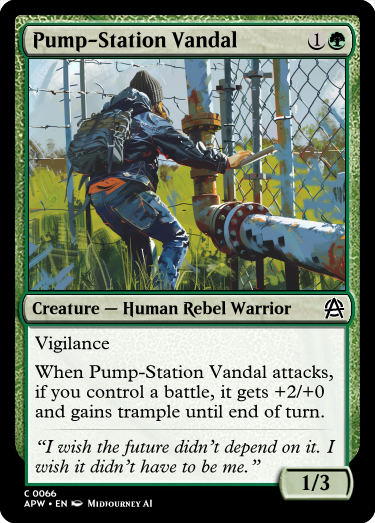 Pump-Station Vandal 1
Creature — Human Rebel Warrior
Vigilance
When Pump-Station Vandal attacks,
if you control a battle, it gets +2/+0
and gains trample until end of turn.
“I wish the future didn’t depend on it. I
wish it didn’t have to be me.”
1/3
C 0066
APW • EN Midjourney AI